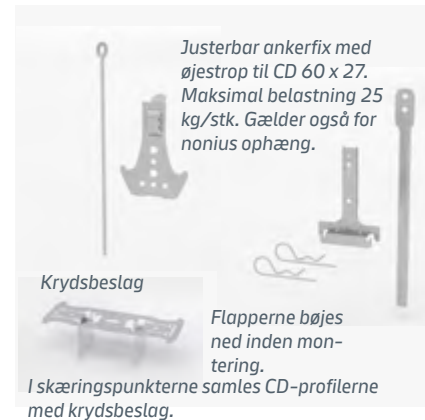 Justerbar ankerfix med
øjestrop til CD 60 x 27.
Maksimal belastning 25
kg/stk. Gælder også for
nonius ophæng.
Krydsbeslag
Flapperne bøjes
ned inden mon-
tering.
I skæringspunkterne samles CD-profilerne
med krydsbeslag.